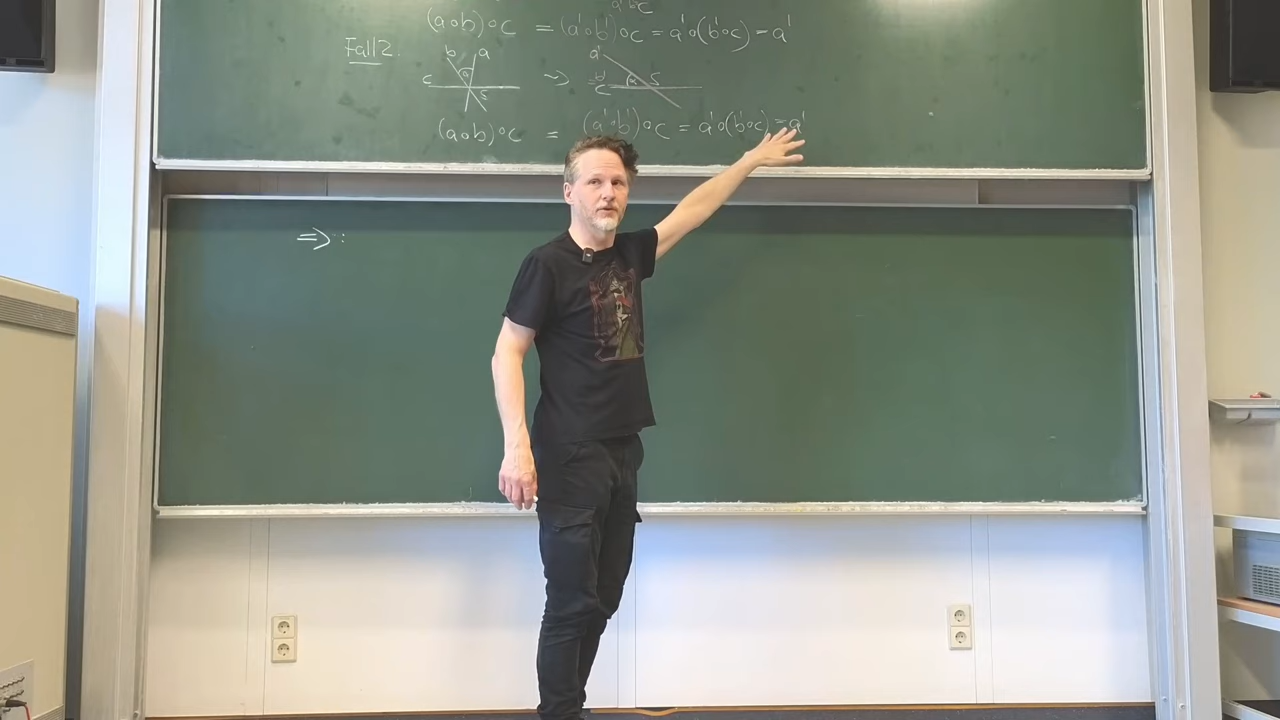 a' b' c
(a∘b)∘c = (a'∘b')∘c = a'∘(b'∘c) = a'
Fall 2.
b a a'
c α s ⇝ =b' α s
s c
(a∘b)∘c = (a'∘b')∘c = a'∘(b'∘c) = a'
"⇒":